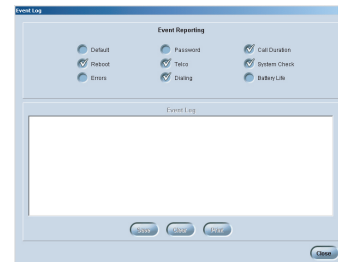 Event Log
Event Reporting
Default Password Call Duration
Reboot Telco System Check
Errors Dialing Battery Life
Event Log
Close